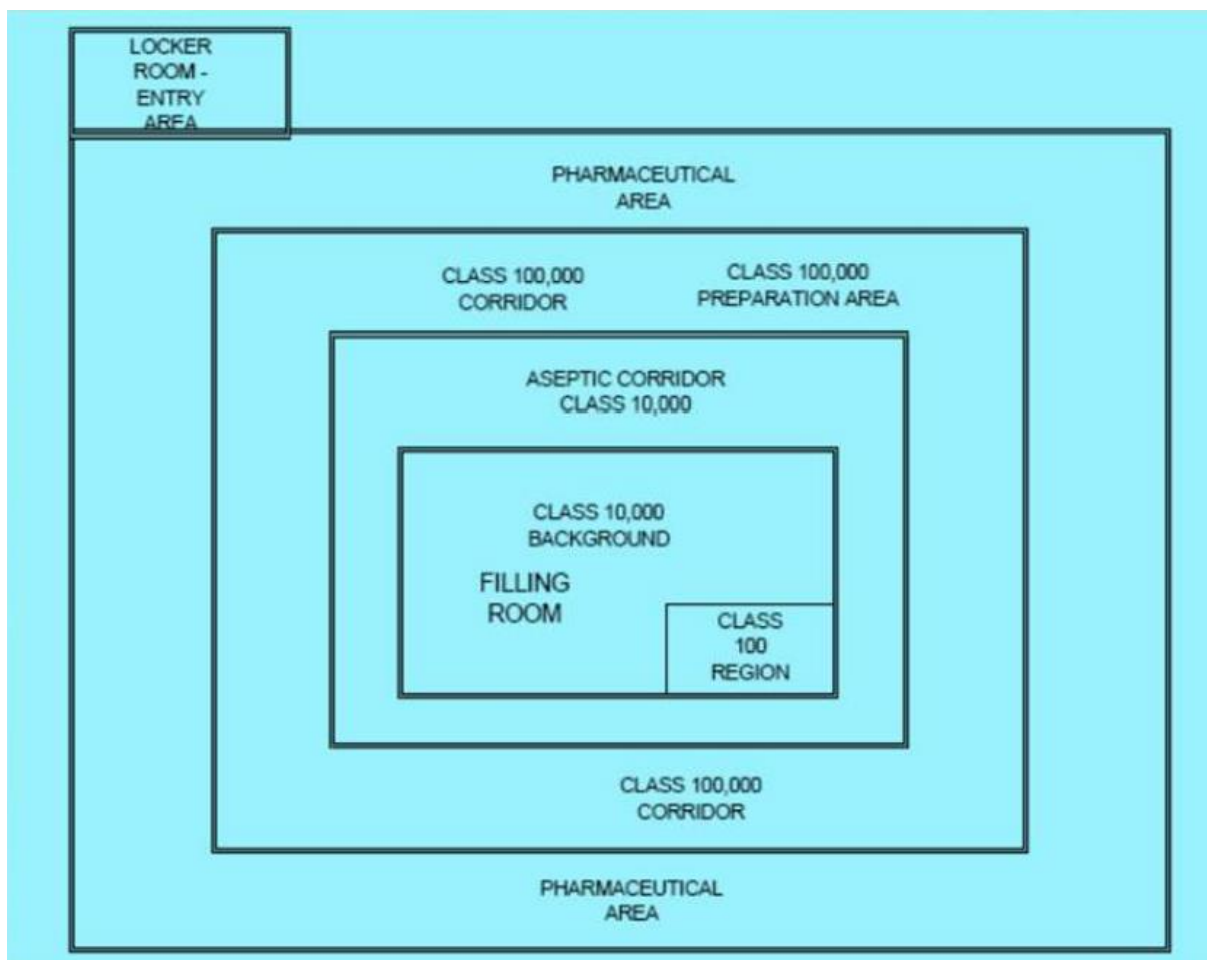 LOCKER
ROOM -
ENTRY
AREA
PHARMACEUTICAL
AREA
CLASS 100,000
CORRIDOR
CLASS 100,000
PREPARATION AREA
ASEPTIC CORRIDOR
CLASS 10,000
CLASS 10,000
BACKGROUND
FILLING
ROOM
CLASS
100
REGION
CLASS 100,000
CORRIDOR
PHARMACEUTICAL
AREA